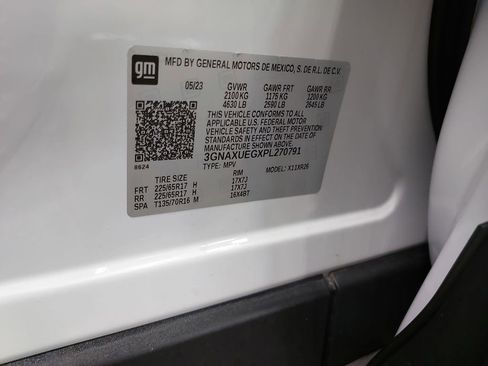 gm
MFD BY GENERAL MOTORS DE MEXICO, S. DE R.L. DE C.V.
05/23 GVWR GAWR FRT GAWR RR
2100 KG 1175 KG 1200 KG
4630 LB 2590 LB 2645 LB
THIS VEHICLE CONFORMS TO ALL
APPLICABLE U.S. FEDERAL MOTOR
VEHICLE SAFETY AND THEFT PREVENTION
STANDARDS IN EFFECT ON THE DATE OF
MANUFACTURE SHOWN ABOVE.
3GNAXUEGXPL270791
8624
TYPE: MPV MODEL: X11XR26
TIRE SIZE RIM
FRT 225/65R17 H 17X7J
RR 225/65R17 H 17X7J
SPA T135/70R16 M 16X4BT